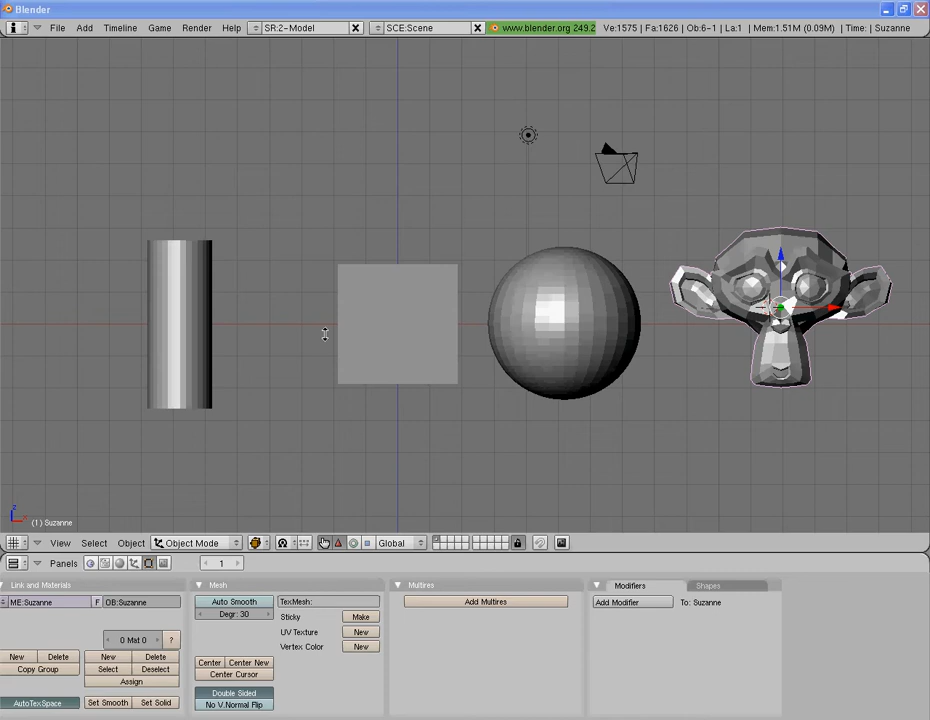 Blender
File Add Timeline Game Render Help SR:2-Model SCE:Scene www.blender.org 249.2 Ve:1575 | Fa:1626 | Ob:6-1 | La:1 | Mem:1.51M (0.09M) | Time: | Suzanne
z
x
(1) Suzanne
View Select Object Object Mode Global
Panels 1
Link and Materials Mesh Multires Modifiers Shapes
ME:Suzanne F OB:Suzanne Auto Smooth TexMesh: Add Multires Add Modifier To: Suzanne
Degr: 30 Sticky Make
UV Texture New
0 Mat 0 ? Vertex Color New
New Delete New Delete Center Center New
Copy Group Select Deselect Center Cursor
Assign
Double Sided
AutoTexSpace Set Smooth Set Solid No V.Normal Flip